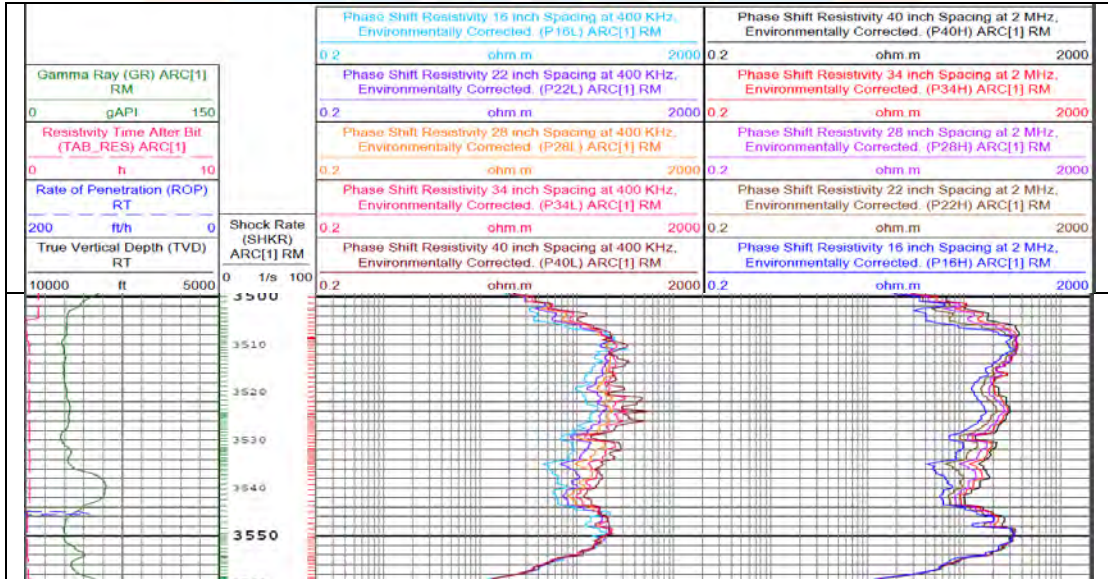 Phase Shift Resistivity 16 inch Spacing at 400 KHz,
Environmentally Corrected. (P16L) ARC[1] RM
0.2 ohm.m 2000
Phase Shift Resistivity 40 inch Spacing at 2 MHz,
Environmentally Corrected. (P40H) ARC[1] RM
0.2 ohm.m 2000
Gamma Ray (GR) ARC[1]
RM
0 gAPI 150
Phase Shift Resistivity 22 inch Spacing at 400 KHz,
Environmentally Corrected. (P22L) ARC[1] RM
0.2 ohm.m 2000
Phase Shift Resistivity 34 inch Spacing at 2 MHz,
Environmentally Corrected. (P34H) ARC[1] RM
0.2 ohm.m 2000
Resistivity Time After Bit
(TAB_RES) ARC[1]
0 h 10
Phase Shift Resistivity 28 inch Spacing at 400 KHz,
Environmentally Corrected. (P28L) ARC[1] RM
0.2 ohm.m 2000
Phase Shift Resistivity 28 inch Spacing at 2 MHz,
Environmentally Corrected. (P28H) ARC[1] RM
0.2 ohm.m 2000
Rate of Penetration (ROP)
RT
200 ft/h 0
Phase Shift Resistivity 34 inch Spacing at 400 KHz,
Environmentally Corrected. (P34L) ARC[1] RM
0.2 ohm.m 2000
Phase Shift Resistivity 22 inch Spacing at 2 MHz,
Environmentally Corrected. (P22H) ARC[1] RM
0.2 ohm.m 2000
True Vertical Depth (TVD)
RT
10000 ft 5000
Shock Rate
(SHKR)
ARC[1] RM
0 1/s 100
Phase Shift Resistivity 40 inch Spacing at 400 KHz,
Environmentally Corrected. (P40L) ARC[1] RM
0.2 ohm.m 2000
Phase Shift Resistivity 16 inch Spacing at 2 MHz,
Environmentally Corrected. (P16H) ARC[1] RM
0.2 ohm.m 2000
3500
3510
3520
3530
3540
3550